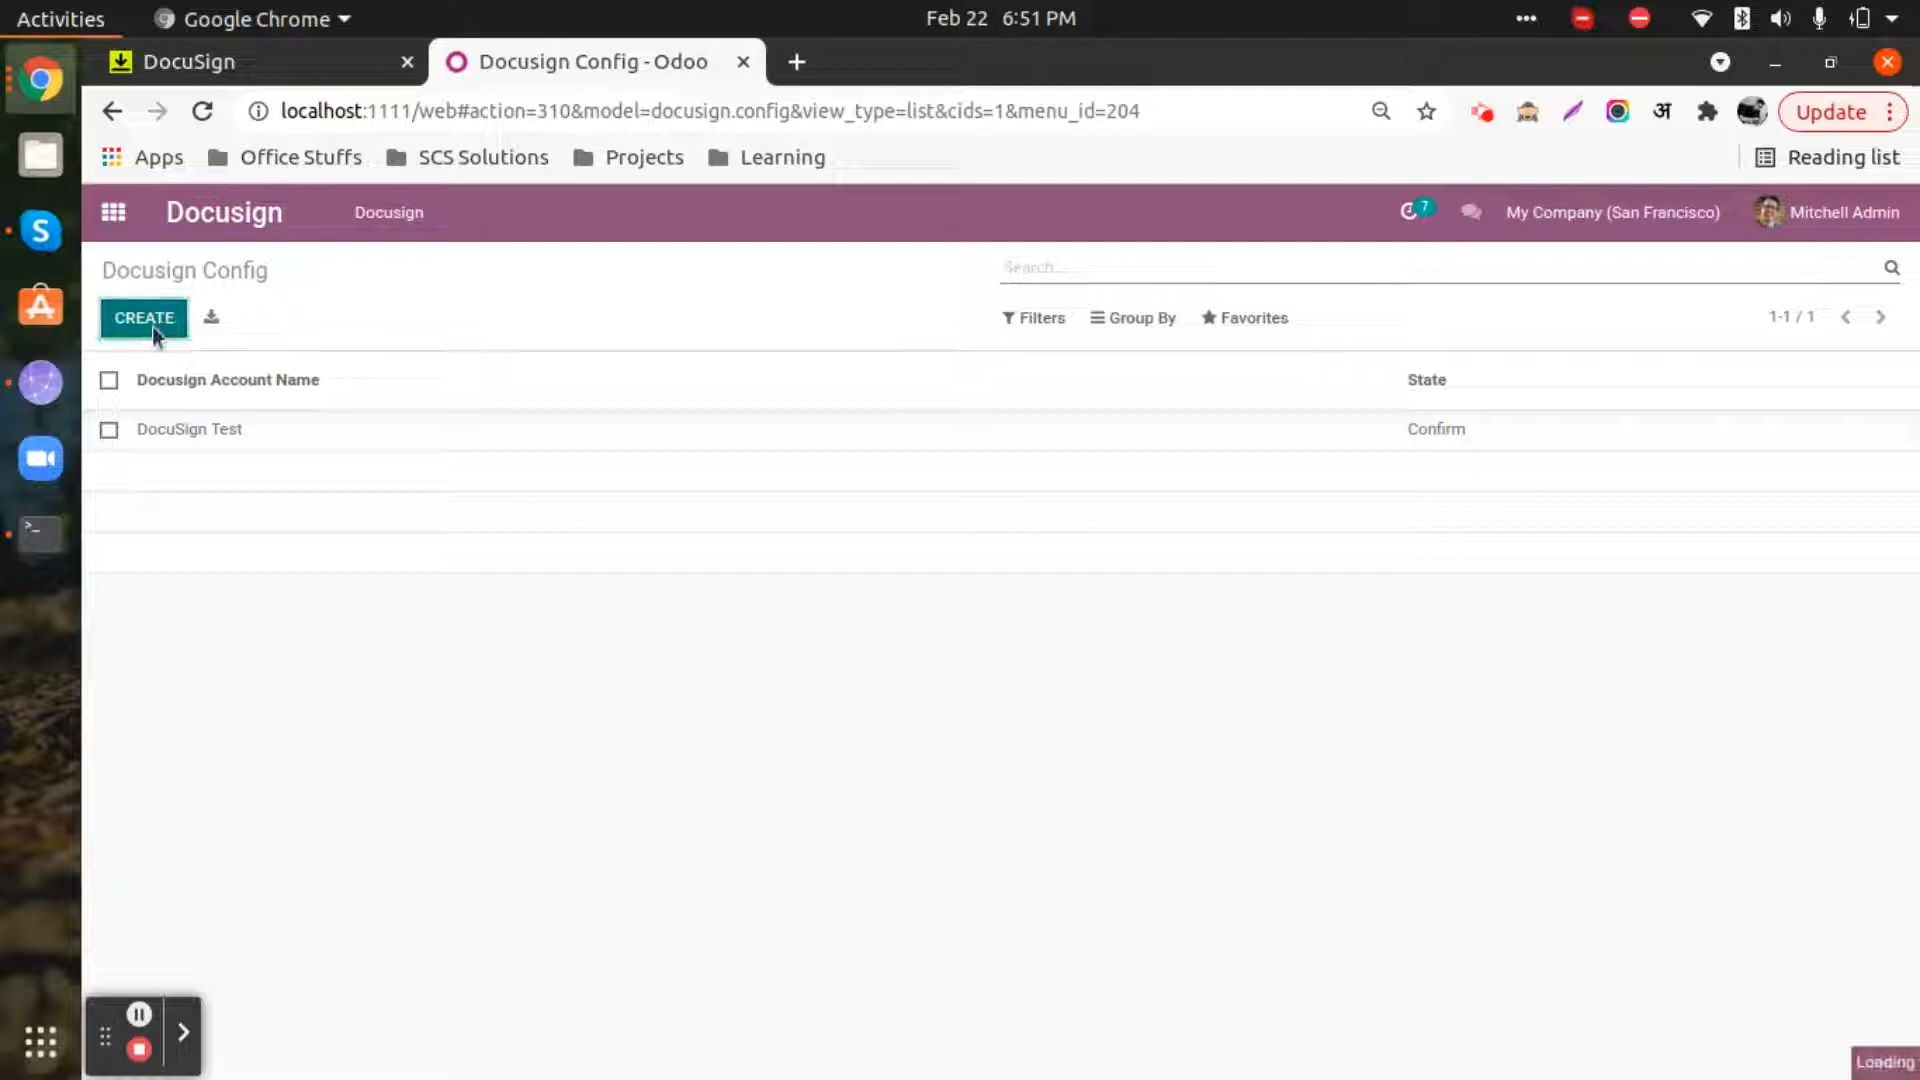 Activities Google Chrome Feb 22 6:51 PM
DocuSign Docusign Config - Odoo
localhost:1111/web#action=310&model=docusign.config&view_type=list&cids=1&menu_id=204 अ Update
Apps Office Stuffs SCS Solutions Projects Learning Reading list
Docusign Docusign 7 My Company (San Francisco) Mitchell Admin
Docusign Config Search...
CREATE Filters Group By Favorites 1-1 / 1
Docusign Account Name State
DocuSign Test Confirm
Loading